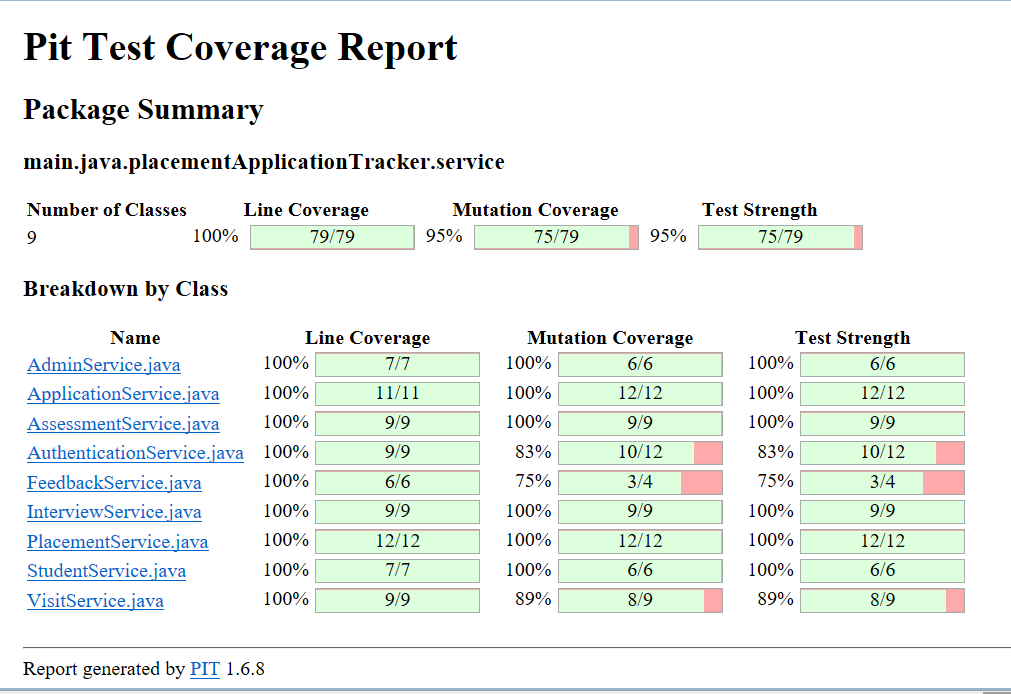 Pit Test Coverage Report
Package Summary
main.java.placementApplicationTracker.service
Number of Classes Line Coverage Mutation Coverage Test Strength
9 100% 79/79 95% 75/79 95% 75/79
Breakdown by Class
Name Line Coverage Mutation Coverage Test Strength
AdminService.java 100% 7/7 100% 6/6 100% 6/6
ApplicationService.java 100% 11/11 100% 12/12 100% 12/12
AssessmentService.java 100% 9/9 100% 9/9 100% 9/9
AuthenticationService.java 100% 9/9 83% 10/12 83% 10/12
FeedbackService.java 100% 6/6 75% 3/4 75% 3/4
InterviewService.java 100% 9/9 100% 9/9 100% 9/9
PlacementService.java 100% 12/12 100% 12/12 100% 12/12
StudentService.java 100% 7/7 100% 6/6 100% 6/6
VisitService.java 100% 9/9 89% 8/9 89% 8/9
Report generated by PIT 1.6.8